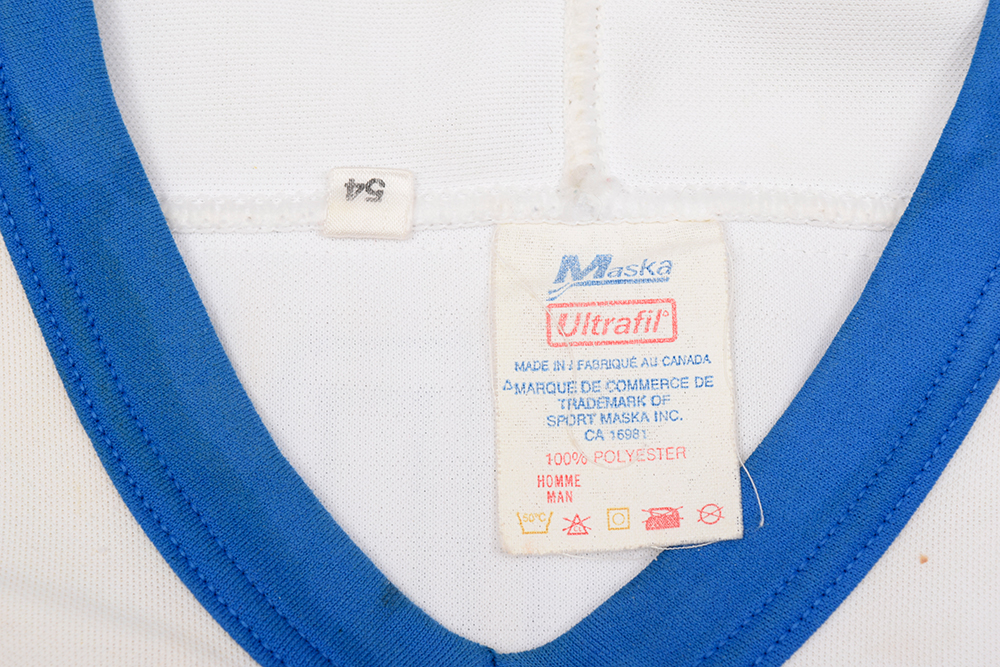 54
Maska
Ultrafil
MADE IN / FABRIQUÉ AU CANADA
△MARQUE DE COMMERCE DE
TRADEMARK OF
SPORT MASKA INC.
CA 16981
100% POLYESTER
HOMME
MAN
50°C